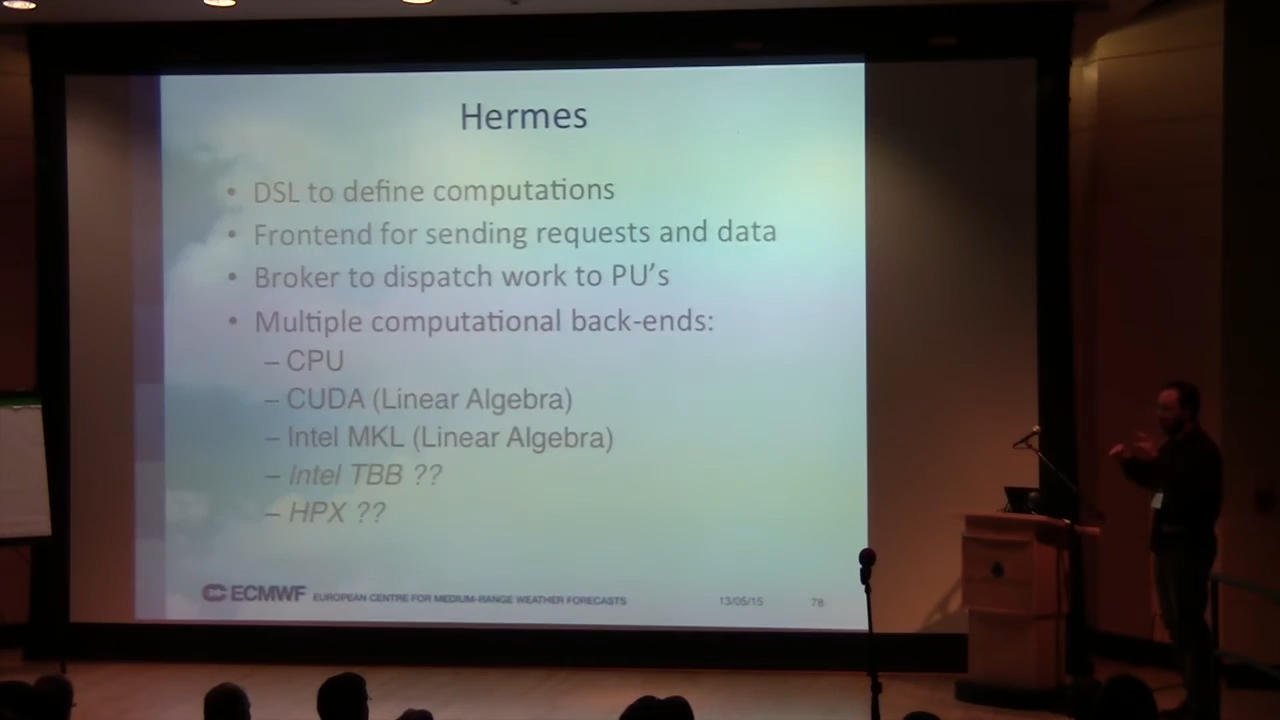 Hermes
• DSL to define computations
• Frontend for sending requests and data
• Broker to dispatch work to PU's
• Multiple computational back-ends:
– CPU
– CUDA (Linear Algebra)
– Intel MKL (Linear Algebra)
– Intel TBB ??
– HPX ??
ECMWF EUROPEAN CENTRE FOR MEDIUM-RANGE WEATHER FORECASTS 13/05/15 78